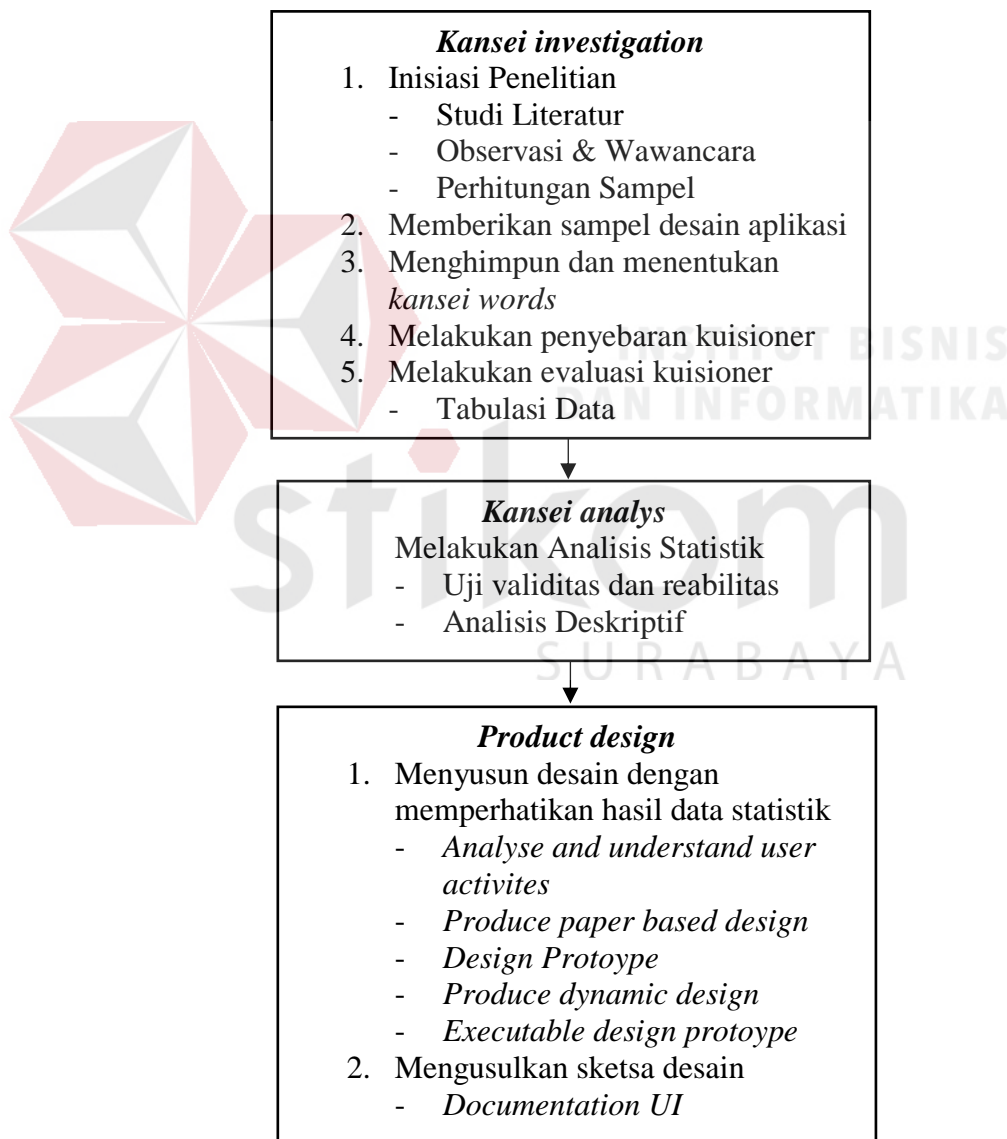 Kansei investigation
1. Inisiasi Penelitian
- Studi Literatur
- Observasi & Wawancara
- Perhitungan Sampel
2. Memberikan sampel desain aplikasi
3. Menghimpun dan menentukan
kansei words
4. Melakukan penyebaran kuisioner
5. Melakukan evaluasi kuisioner
- Tabulasi Data
INSTITUT BISNIS
DAN INFORMATIKA
stikom
SURABAYA
Kansei analys
Melakukan Analisis Statistik
- Uji validitas dan reabilitas
- Analisis Deskriptif
Product design
1. Menyusun desain dengan
memperhatikan hasil data statistik
- Analyse and understand user
activites
- Produce paper based design
- Design Protoype
- Produce dynamic design
- Executable design protoype
2. Mengusulkan sketsa desain
- Documentation UI